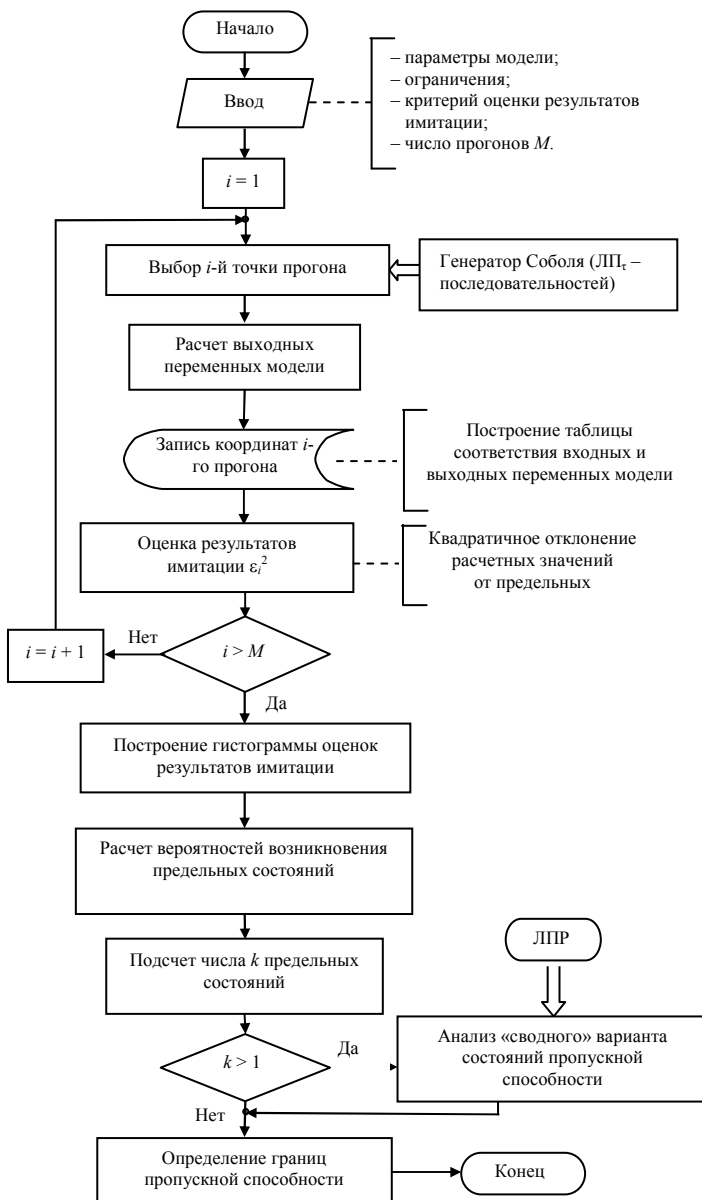 Начало
Ввод
– параметры модели;
– ограничения;
– критерий оценки результатов
имитации;
– число прогонов M.
i = 1
Выбор i-й точки прогона
Генератор Соболя (ЛПτ –
последовательностей)
Расчет выходных
переменных модели
Запись координат i-
го прогона
Построение таблицы
соответствия входных и
выходных переменных модели
Оценка результатов
имитации εi²
Квадратичное отклонение
расчетных значений
от предельных
i = i + 1
Нет
i > M
Да
Построение гистограммы оценок
результатов имитации
Расчет вероятностей возникновения
предельных состояний
ЛПР
Подсчет числа k предельных
состояний
k > 1
Да
Анализ «сводного» варианта
состояний пропускной
способности
Нет
Определение границ
пропускной способности
Конец